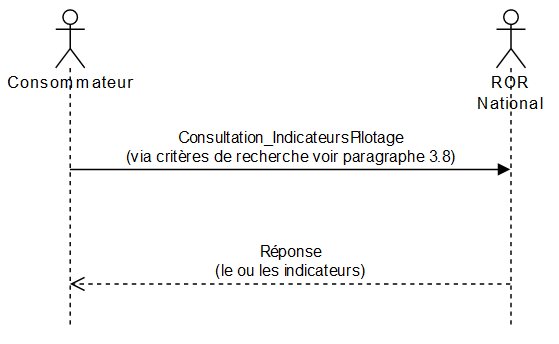 Consommateur
ROR
National
Consultation_IndicateursPilotage
(via critères de recherche voir paragraphe 3.8)
Réponse
(le ou les indicateurs)